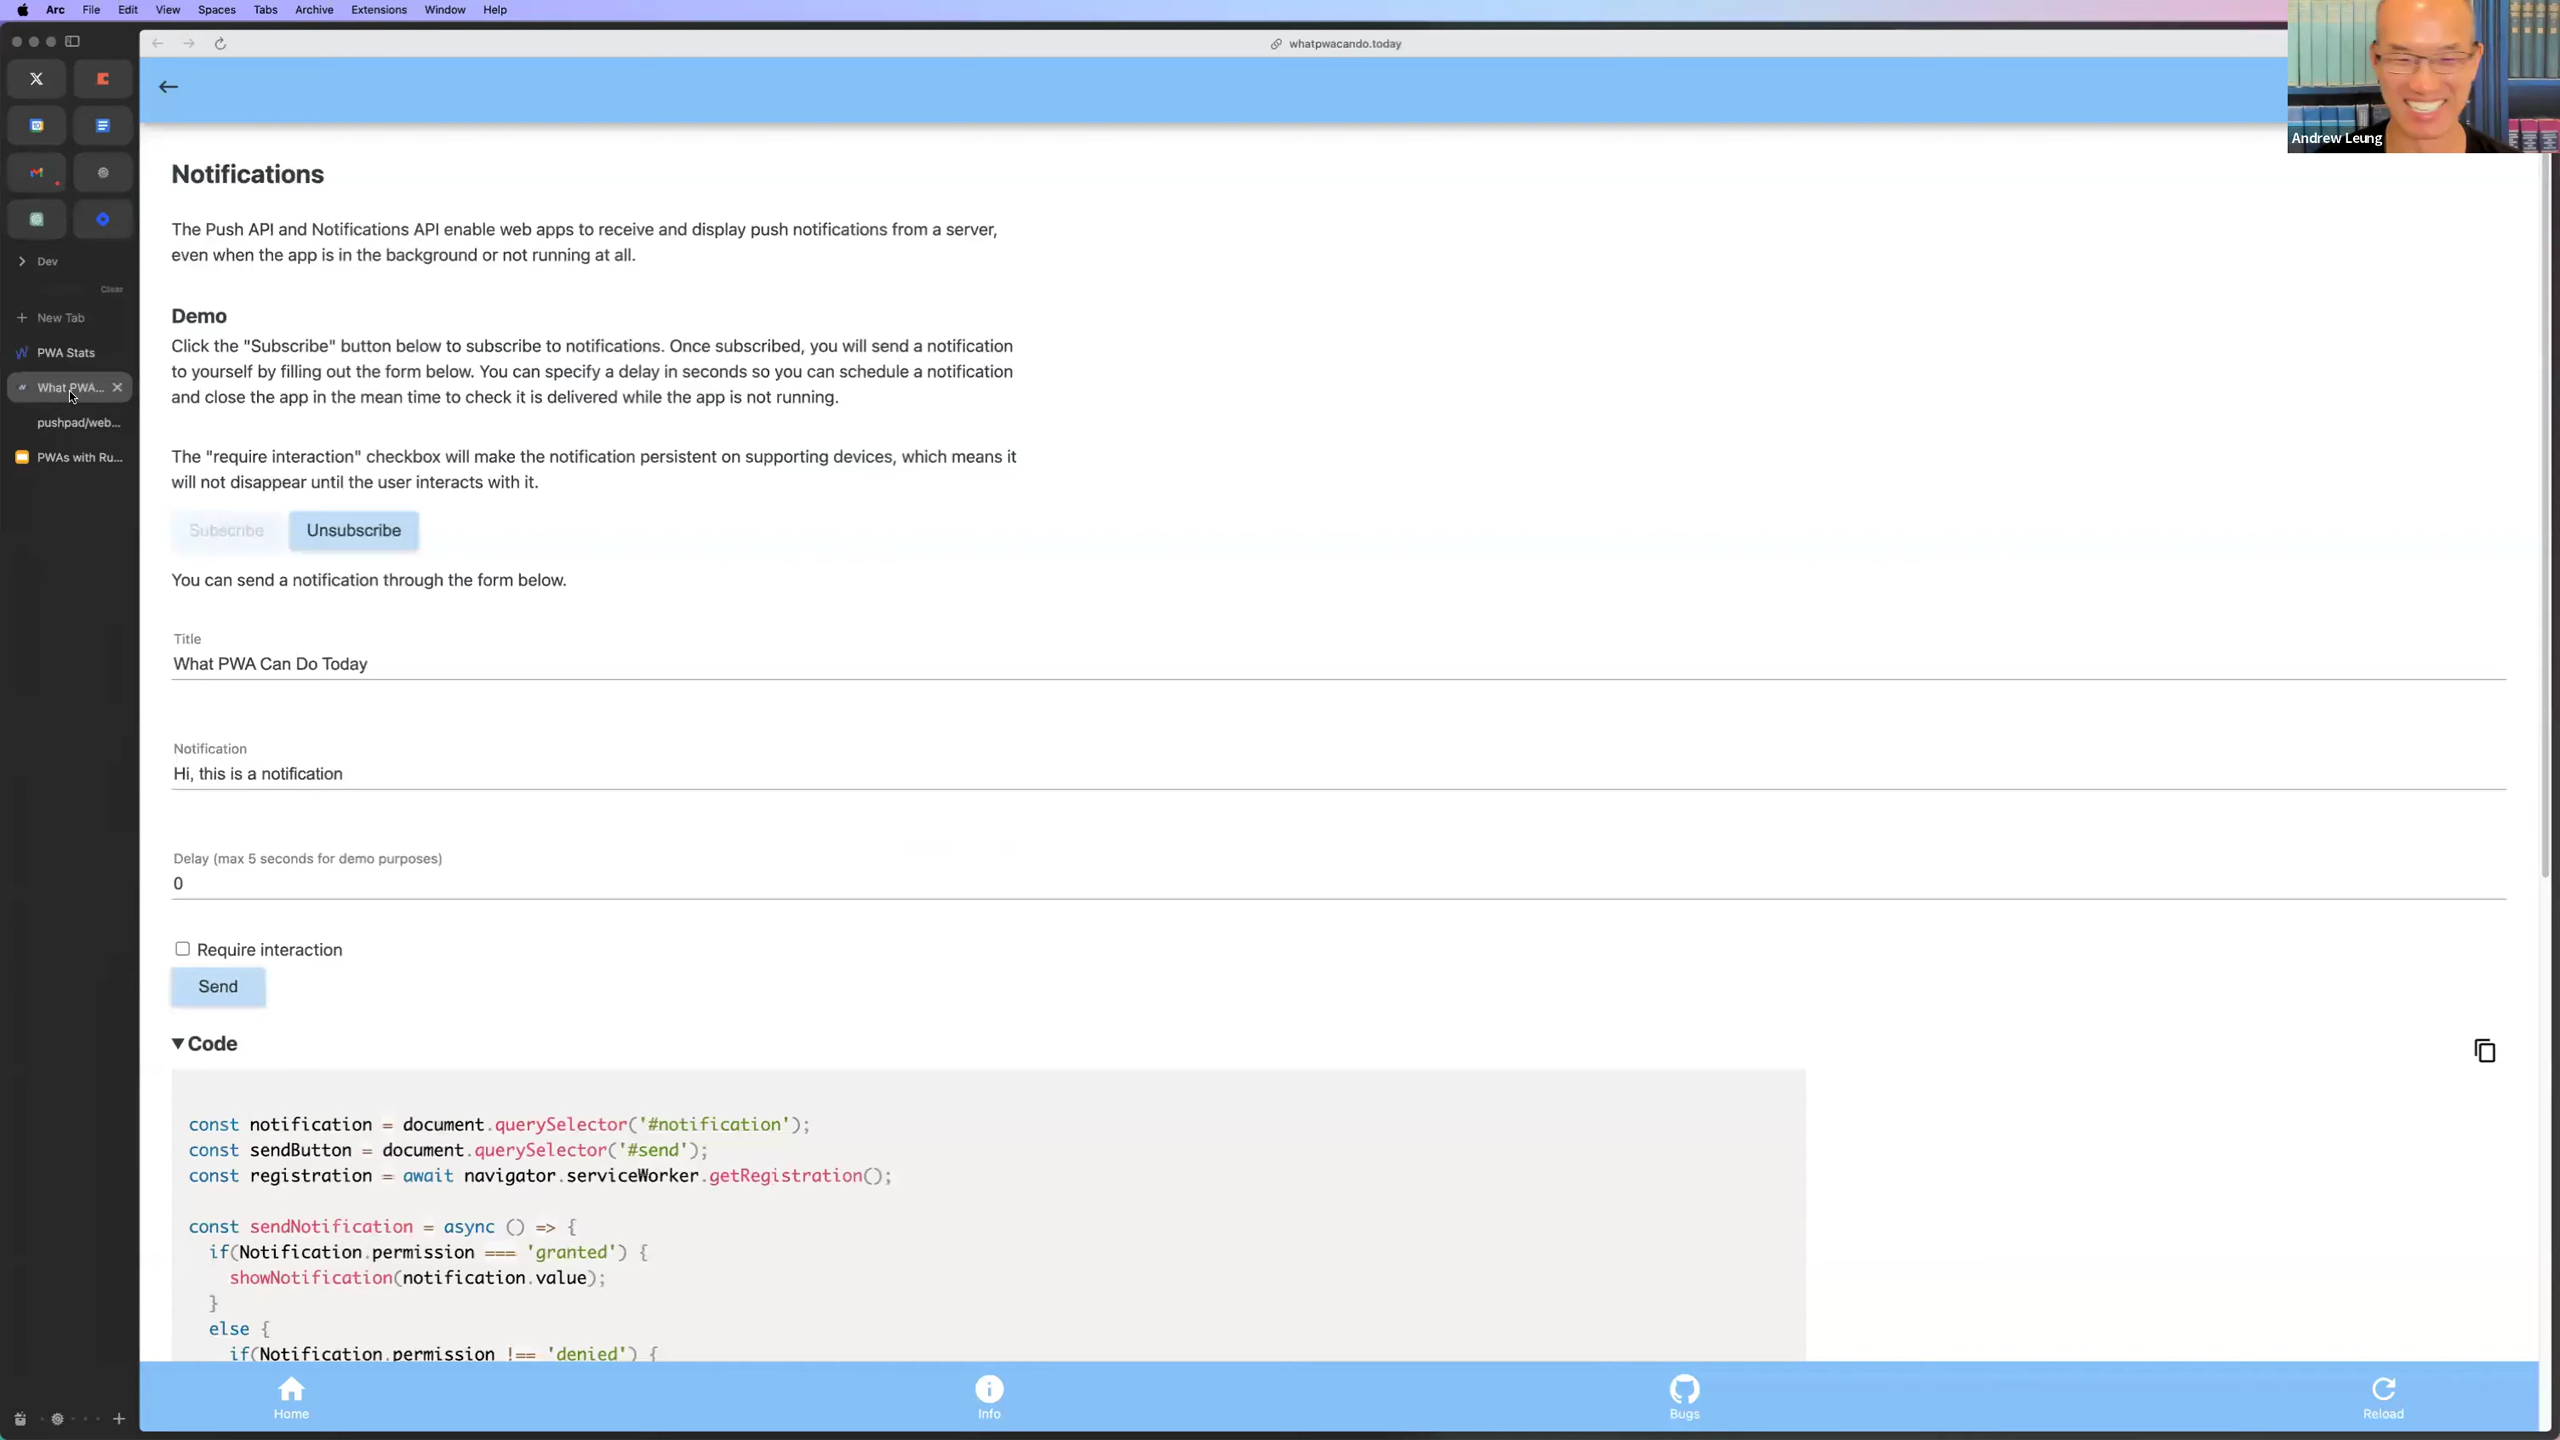 Arc File Edit View Spaces Tabs Archive Extensions Window Help
whatpwacando.today
Andrew Leung
Dev
Clear
New Tab
PWA Stats
What PWA...
pushpad/web...
PWAs with Ru...
Notifications
The Push API and Notifications API enable web apps to receive and display push notifications from a server,
even when the app is in the background or not running at all.
Demo
Click the "Subscribe" button below to subscribe to notifications. Once subscribed, you will send a notification
to yourself by filling out the form below. You can specify a delay in seconds so you can schedule a notification
and close the app in the mean time to check it is delivered while the app is not running.
The "require interaction" checkbox will make the notification persistent on supporting devices, which means it
will not disappear until the user interacts with it.
Subscribe Unsubscribe
You can send a notification through the form below.
Title
What PWA Can Do Today
Notification
Hi, this is a notification
Delay (max 5 seconds for demo purposes)
0
Require interaction
Send
Code
const notification = document.querySelector('#notification');
const sendButton = document.querySelector('#send');
const registration = await navigator.serviceWorker.getRegistration();
const sendNotification = async () => {
if(Notification.permission === 'granted') {
showNotification(notification.value);
}
else {
if(Notification.permission !== 'denied') {
Home Info Bugs Reload